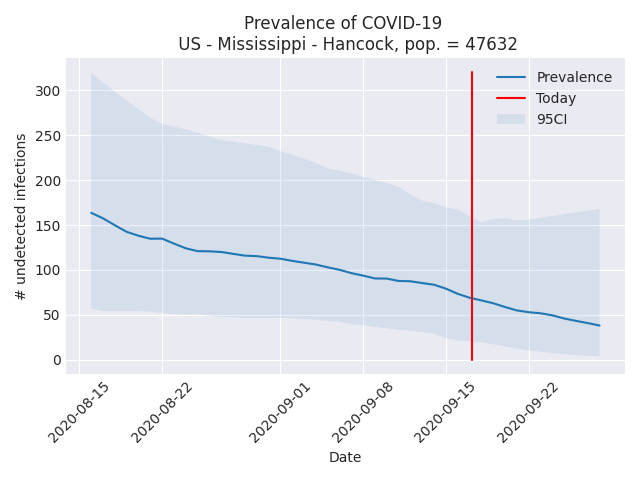 Prevalence of COVID-19
US - Mississippi - Hancock, pop. = 47632
Prevalence
Today
95CI
# undetected infections
300
250
200
150
100
50
0
2020-08-15
2020-08-22
2020-09-01
2020-09-08
2020-09-15
2020-09-22
Date